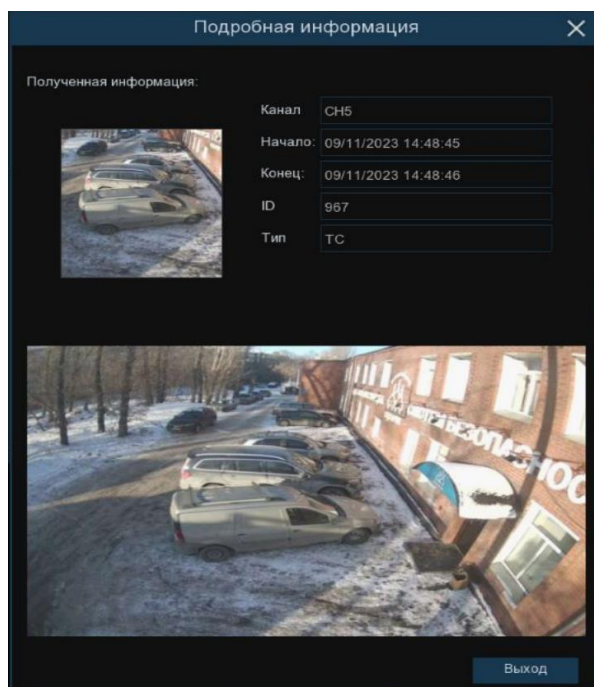 Подробная информация
Полученная информация:
Канал CH5
Начало: 09/11/2023 14:48:45
Конец: 09/11/2023 14:48:46
ID 967
Тип ТС
БЕЗОПАСНОС
Выход